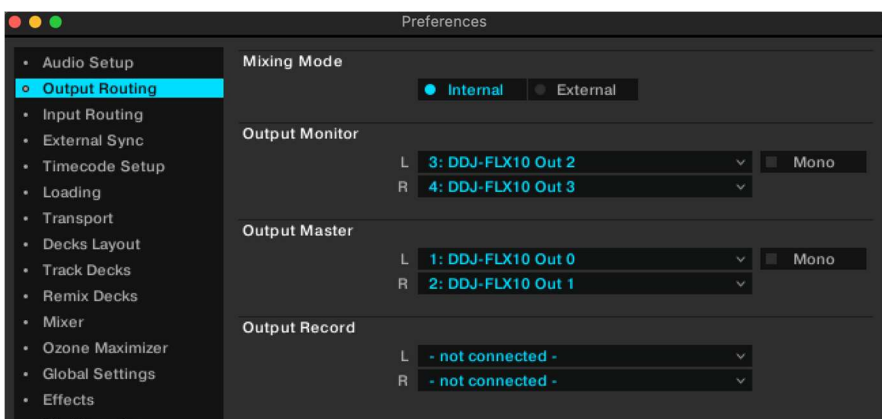 Preferences
Audio Setup
Output Routing
Input Routing
External Sync
Timecode Setup
Loading
Transport
Decks Layout
Track Decks
Remix Decks
Mixer
Ozone Maximizer
Global Settings
Effects
Mixing Mode
Internal External
Output Monitor
L 3: DDJ-FLX10 Out 2 Mono
R 4: DDJ-FLX10 Out 3
Output Master
L 1: DDJ-FLX10 Out 0 Mono
R 2: DDJ-FLX10 Out 1
Output Record
L - not connected -
R - not connected -